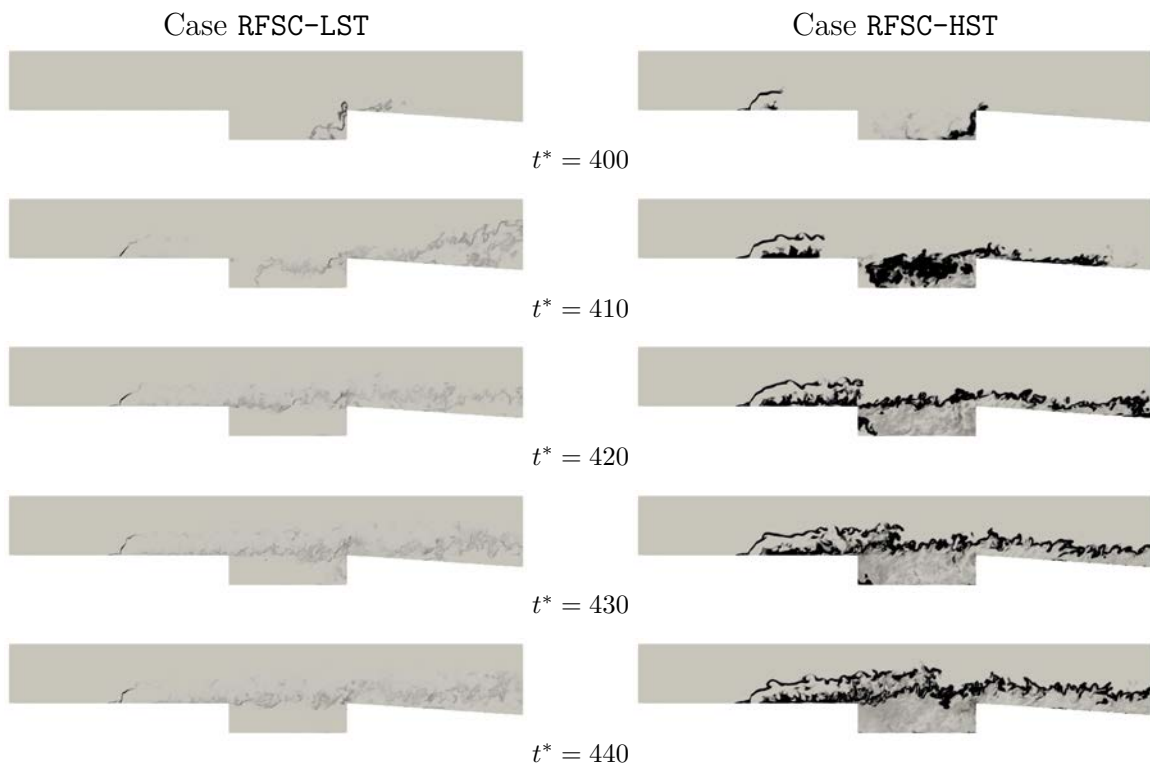 Case RFSC-LST Case RFSC-HST
t* = 400
t* = 410
t* = 420
t* = 430
t* = 440